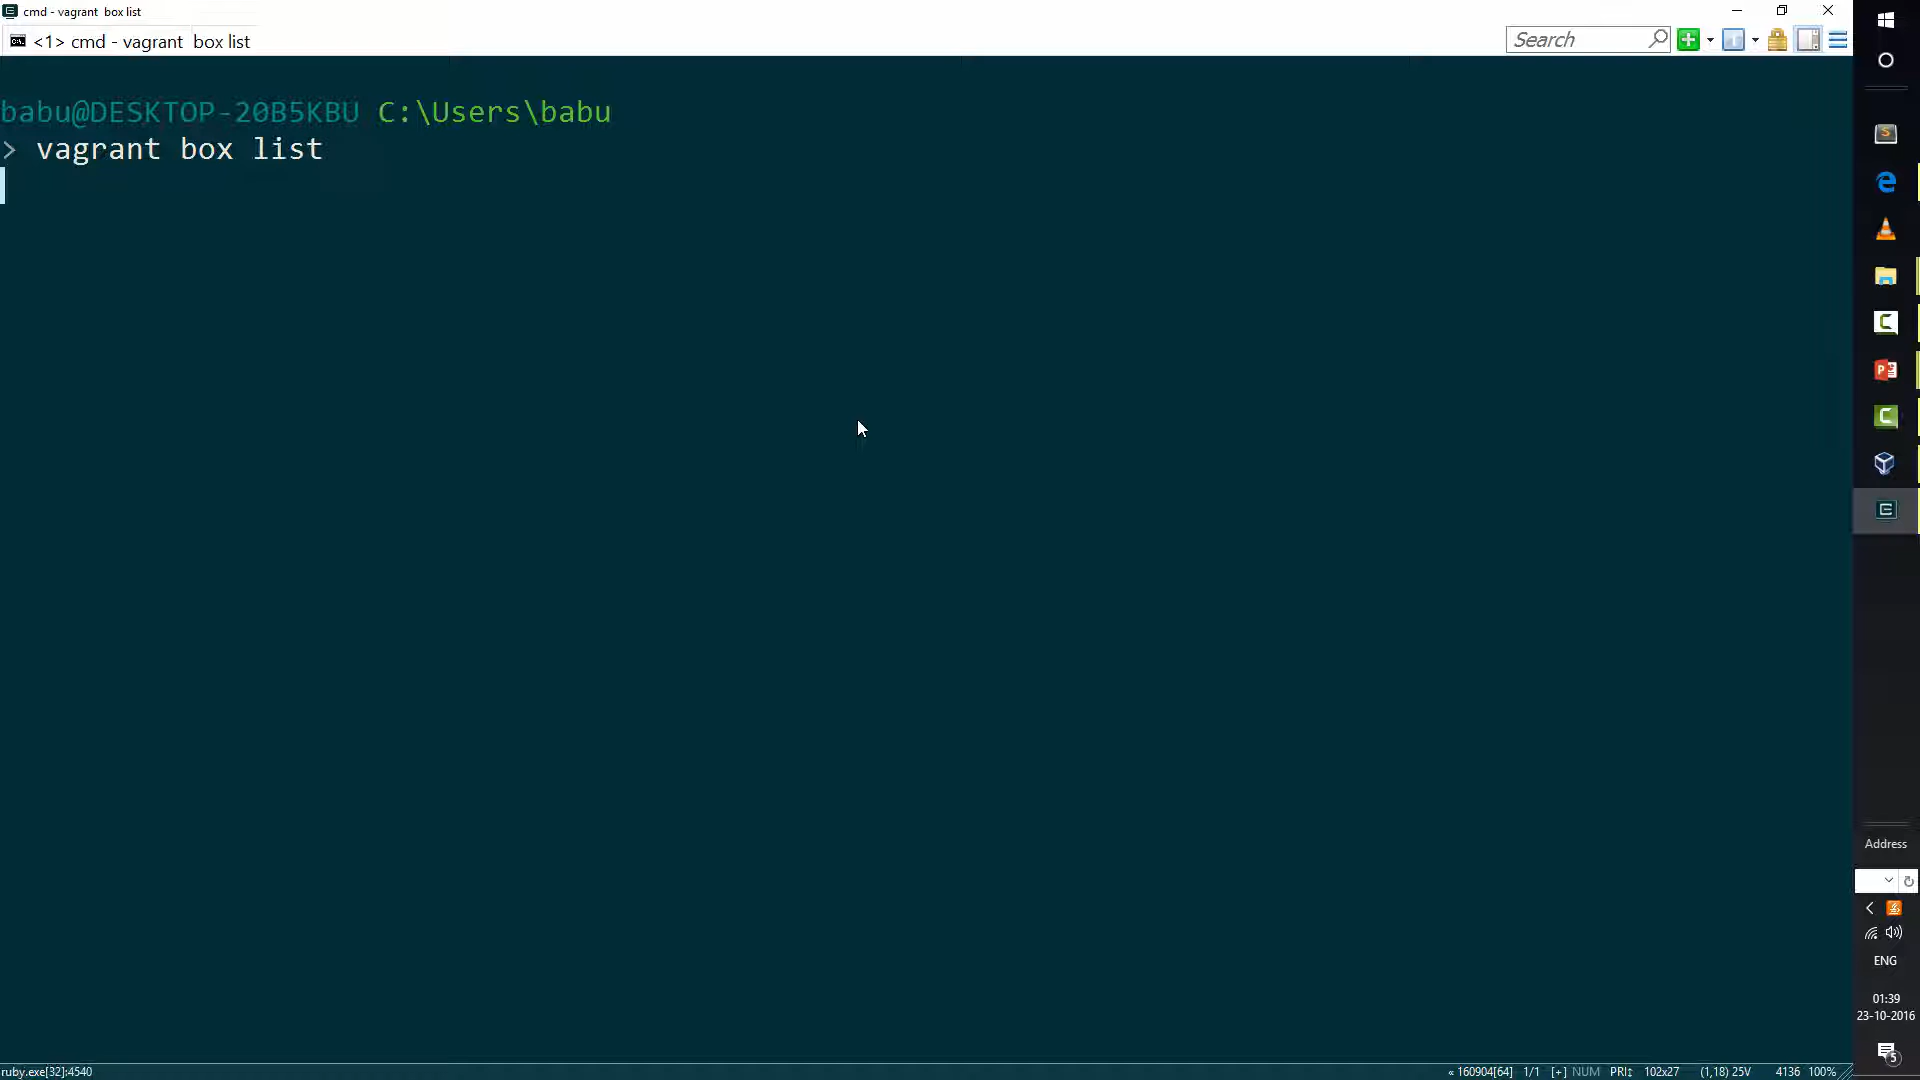 cmd - vagrant  box list
<1> cmd - vagrant  box list
Search
babu@DESKTOP-20B5KBU C:\Users\babu
> vagrant box list
Address
ENG
01:39
23-10-2016
5
ruby.exe[32]:4540
« 160904[64] 1/1 [+] NUM PRI↕ 102x27 (1,18) 25V 4136 100%